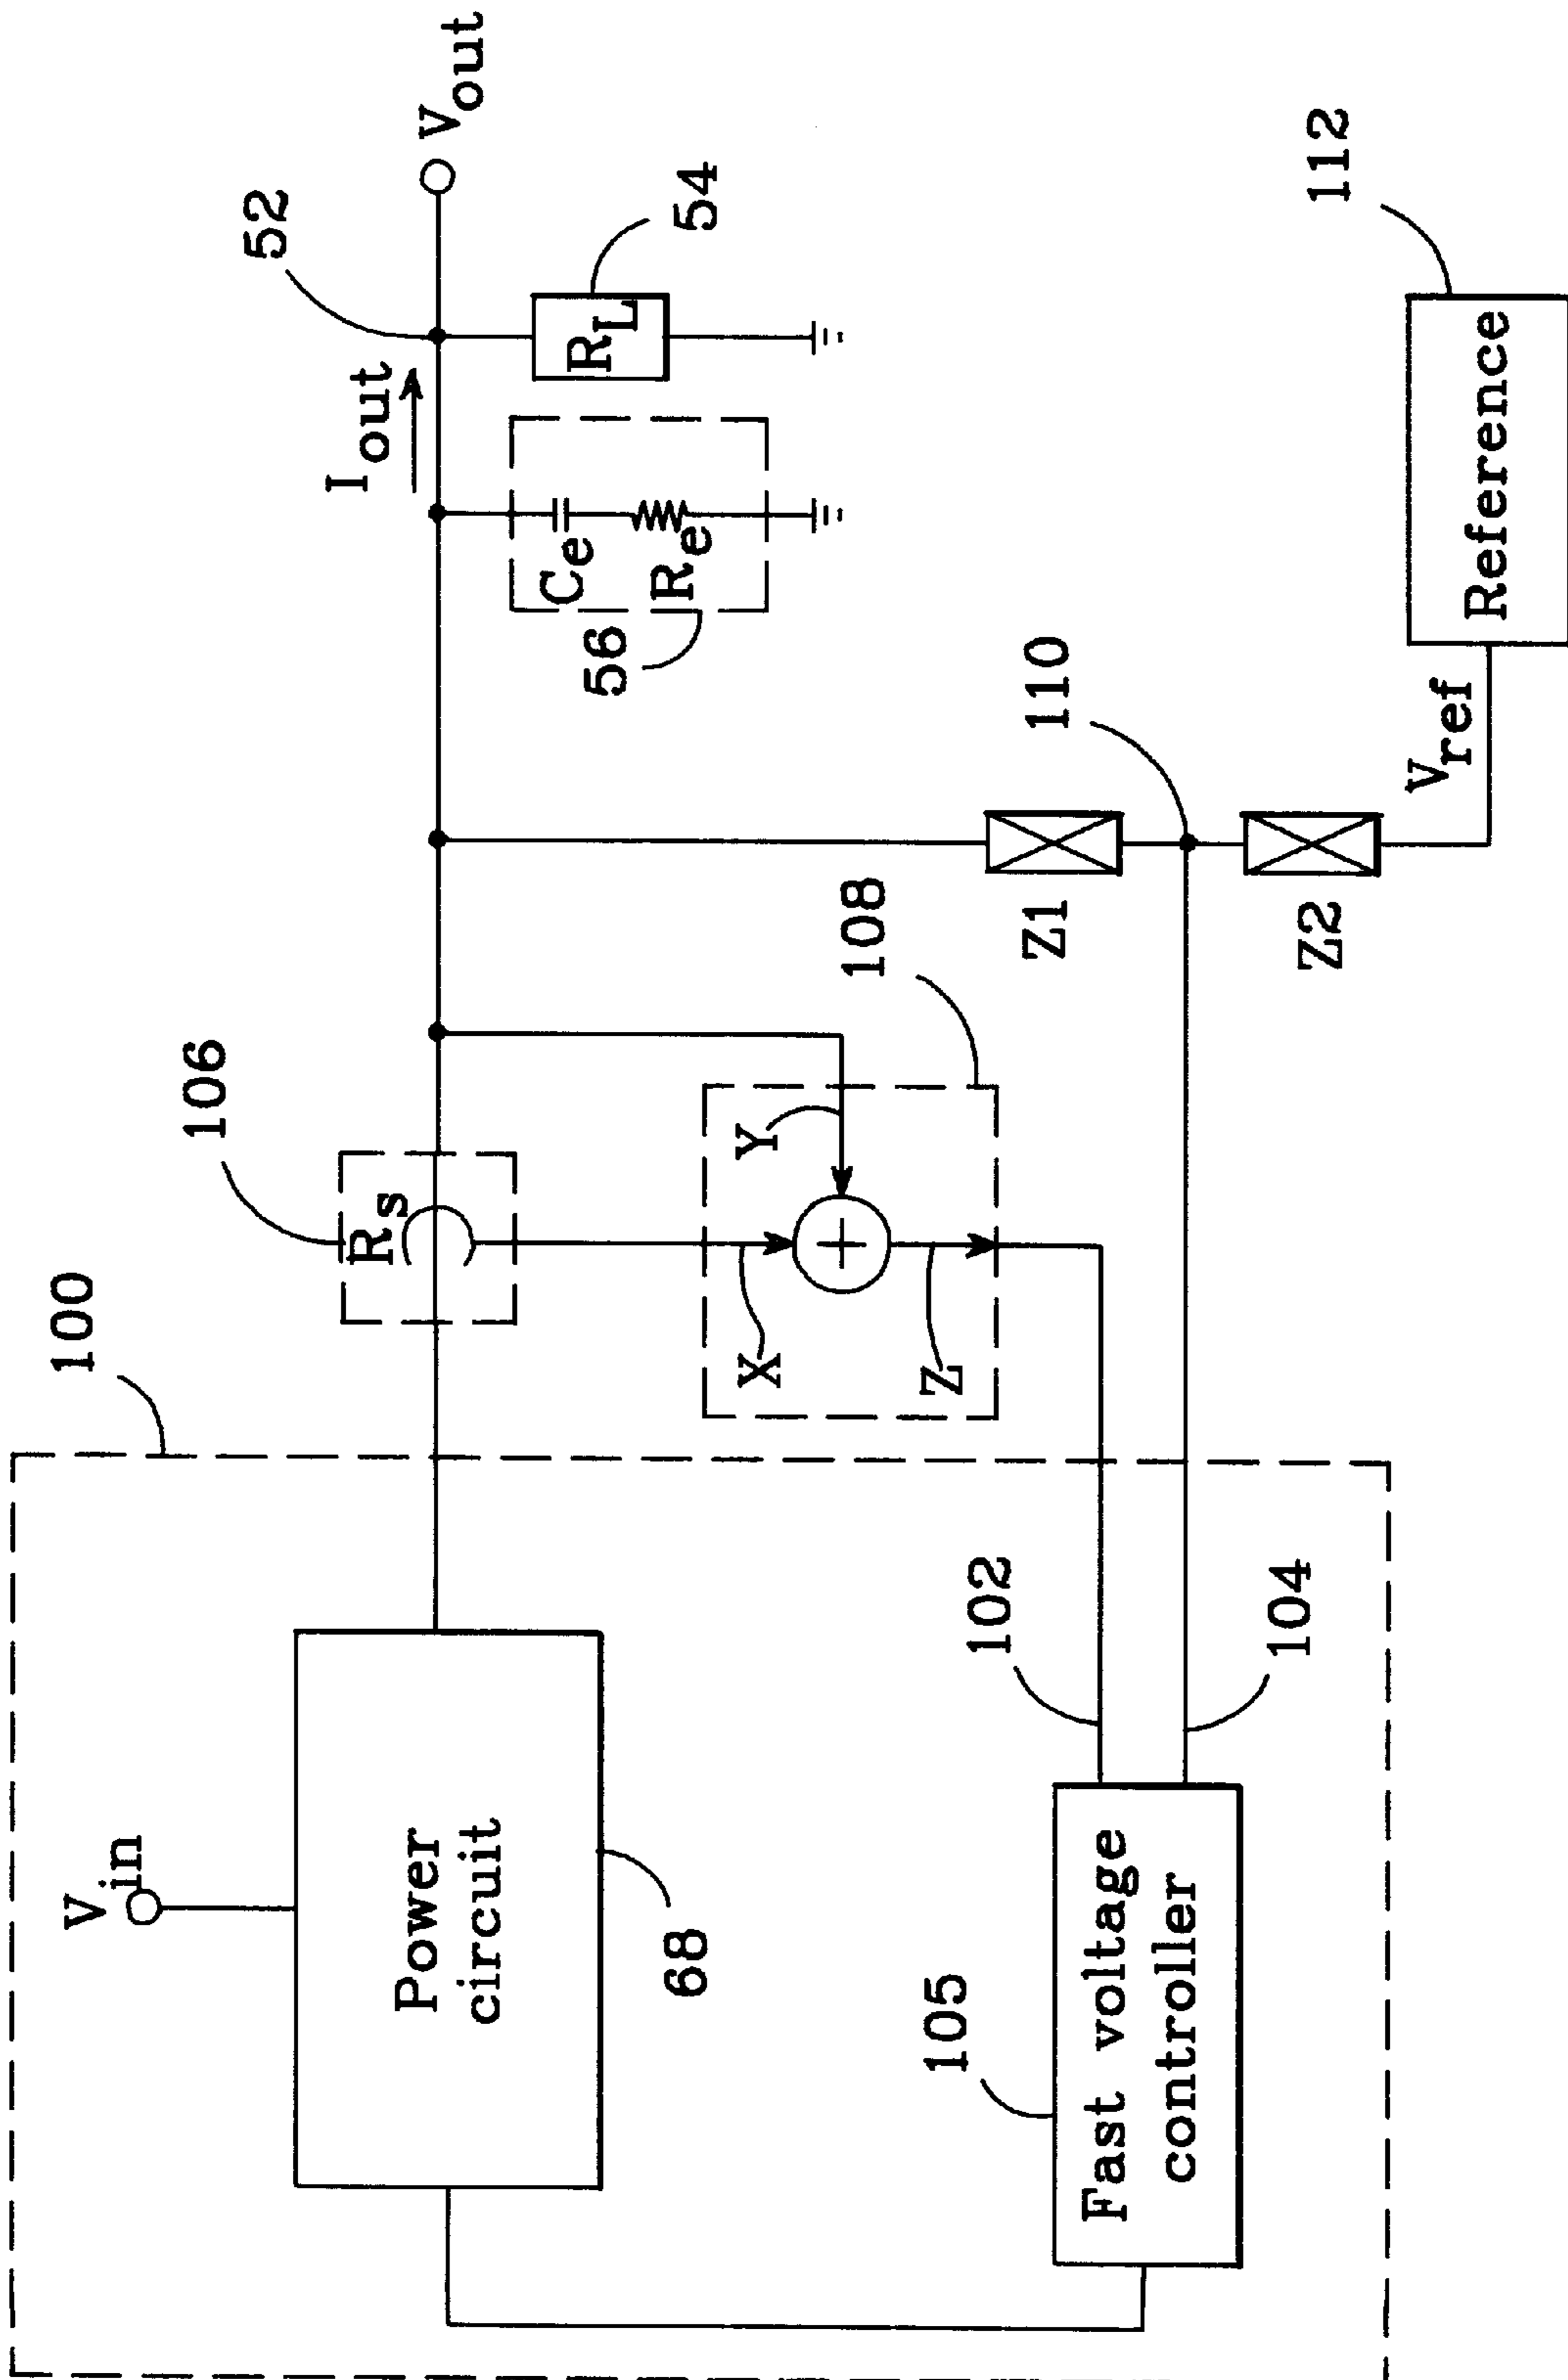 100
V_in
Power
circuit
68
105
Fast voltage
controller
102
104
106
R_s
X
Y
Z
108
Z1
110
Z2
V_ref
Reference
112
I_out
52
V_out
C_e
R_e
56
R_L
54